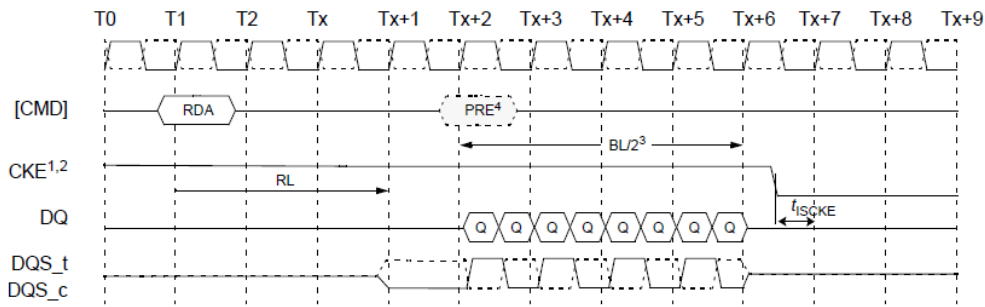 T0 T1 T2 Tx Tx+1 Tx+2 Tx+3 Tx+4 Tx+5 Tx+6 Tx+7 Tx+8 Tx+9
[CMD] RDA PRE⁴
BL/2³
CKE¹,²
RL
tISCKE
DQ Q Q Q Q Q Q Q Q
DQS_t
DQS_c